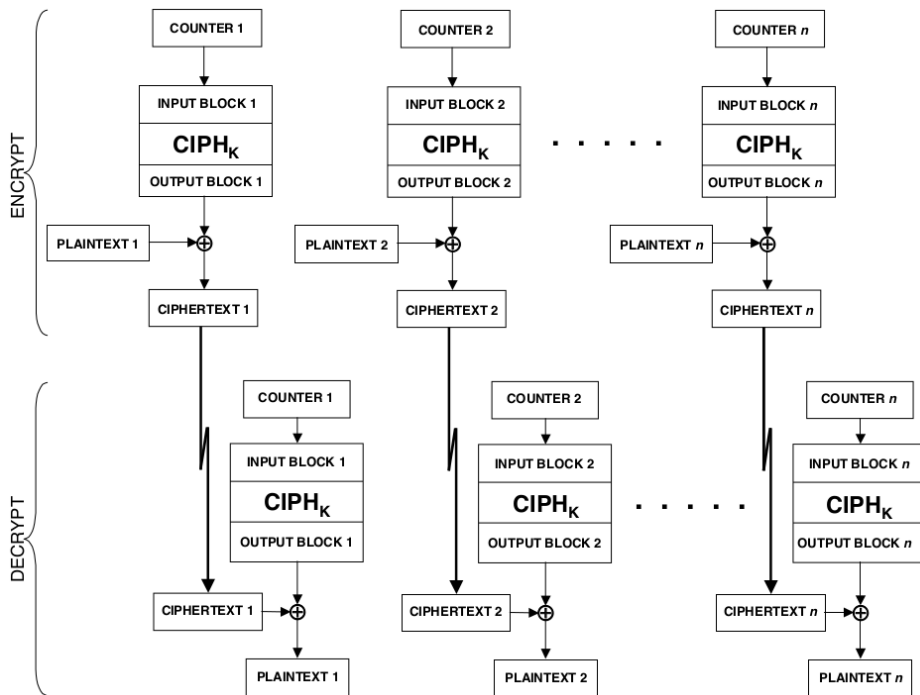 ENCRYPT
COUNTER 1
COUNTER 2
COUNTER n
INPUT BLOCK 1
INPUT BLOCK 2
INPUT BLOCK n
CIPHK
CIPHK
CIPHK
OUTPUT BLOCK 1
OUTPUT BLOCK 2
OUTPUT BLOCK n
PLAINTEXT 1
PLAINTEXT 2
PLAINTEXT n
CIPHERTEXT 1
CIPHERTEXT 2
CIPHERTEXT n
DECRYPT
COUNTER 1
COUNTER 2
COUNTER n
INPUT BLOCK 1
INPUT BLOCK 2
INPUT BLOCK n
CIPHK
CIPHK
CIPHK
OUTPUT BLOCK 1
OUTPUT BLOCK 2
OUTPUT BLOCK n
CIPHERTEXT 1
CIPHERTEXT 2
CIPHERTEXT n
PLAINTEXT 1
PLAINTEXT 2
PLAINTEXT n